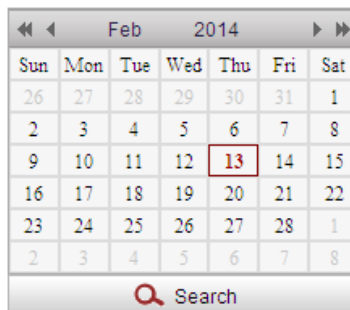 Feb 2014
Sun Mon Tue Wed Thu Fri Sat
26 27 28 29 30 31 1
2 3 4 5 6 7 8
9 10 11 12 13 14 15
16 17 18 19 20 21 22
23 24 25 26 27 28 1
2 3 4 5 6 7 8
Search